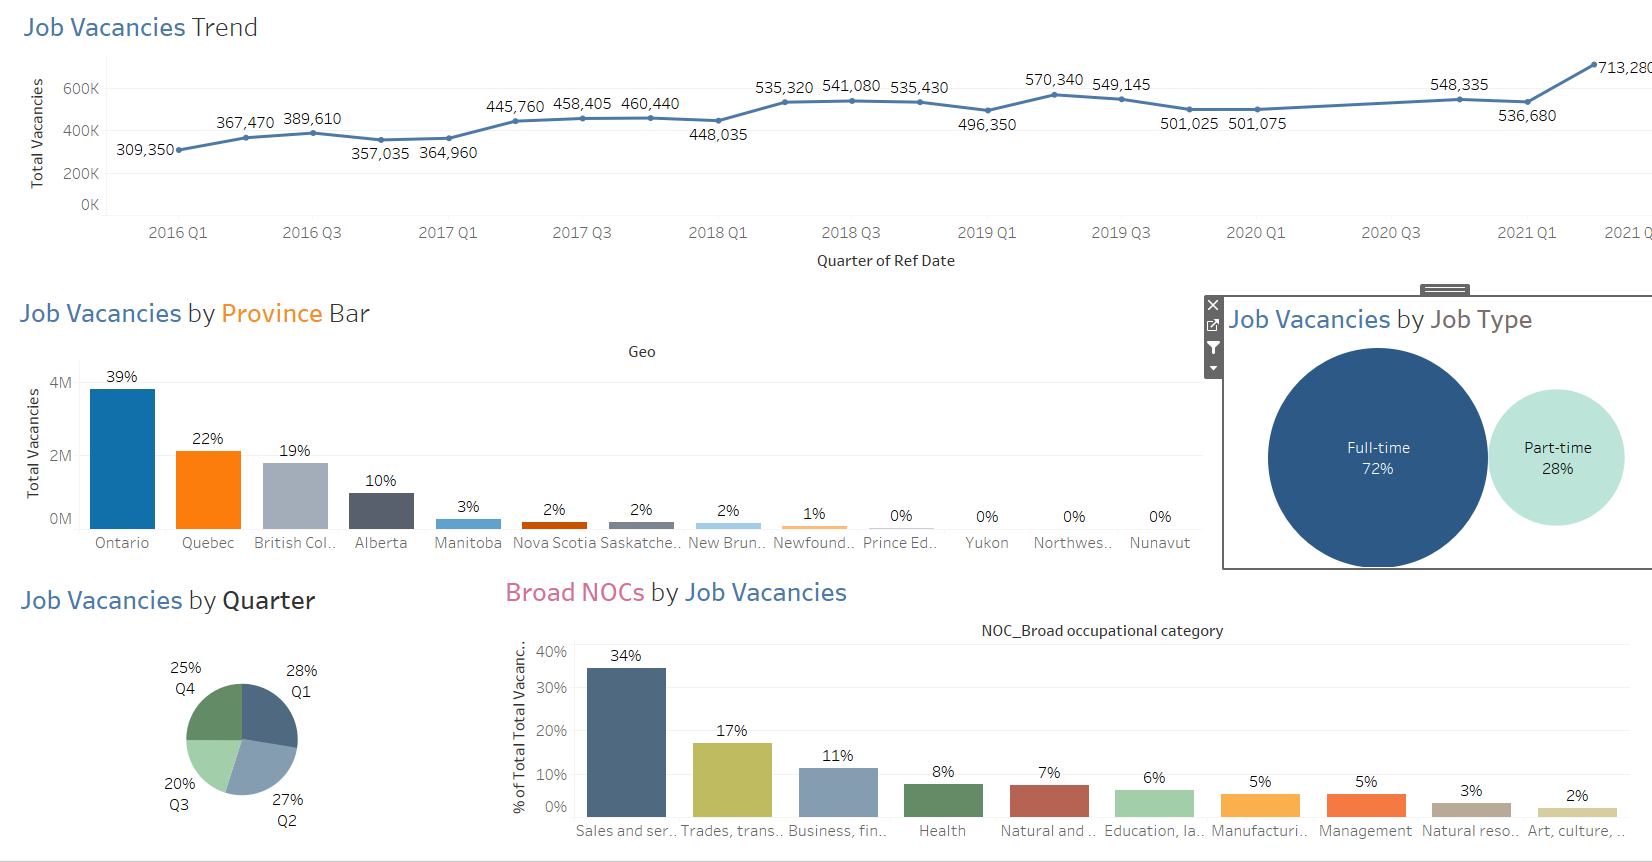 Job Vacancies Trend
Total Vacancies
600K
400K
200K
0K
309,350
367,470
389,610
357,035
364,960
445,760
458,405
460,440
448,035
535,320
541,080
535,430
496,350
570,340
549,145
501,025
501,075
548,335
536,680
713,280
2016 Q1
2016 Q3
2017 Q1
2017 Q3
2018 Q1
2018 Q3
2019 Q1
2019 Q3
2020 Q1
2020 Q3
2021 Q1
2021 Q
Quarter of Ref Date
Job Vacancies by Province Bar
Geo
Total Vacancies
4M
2M
0M
39%
22%
19%
10%
3%
2%
2%
2%
1%
0%
0%
0%
0%
Ontario
Quebec
British Col..
Alberta
Manitoba
Nova Scotia
Saskatche..
New Brun..
Newfound..
Prince Ed..
Yukon
Northwes..
Nunavut
Job Vacancies by Job Type
Full-time
72%
Part-time
28%
Job Vacancies by Quarter
25%
Q4
28%
Q1
20%
Q3
27%
Q2
Broad NOCs by Job Vacancies
NOC_Broad occupational category
% of Total Total Vacanc..
40%
30%
20%
10%
0%
34%
17%
11%
8%
7%
6%
5%
5%
3%
2%
Sales and ser..
Trades, trans..
Business, fin..
Health
Natural and ..
Education, la..
Manufacturi..
Management
Natural reso..
Art, culture, ..